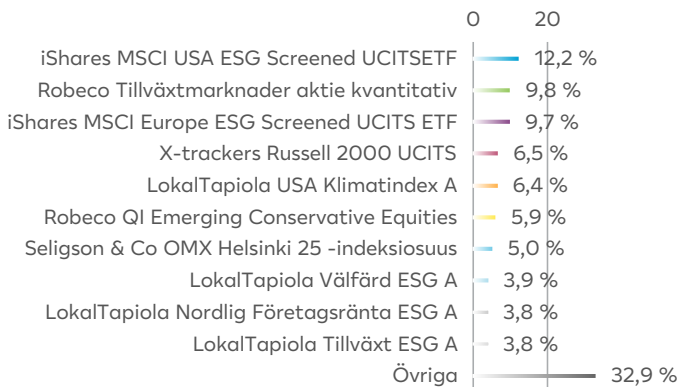 0 20
iShares MSCI USA ESG Screened UCITSETF 12,2 %
Robeco Tillväxtmarknader aktie kvantitativ 9,8 %
iShares MSCI Europe ESG Screened UCITS ETF 9,7 %
X-trackers Russell 2000 UCITS 6,5 %
LokalTapiola USA Klimatindex A 6,4 %
Robeco QI Emerging Conservative Equities 5,9 %
Seligson & Co OMX Helsinki 25 -indeksiosuus 5,0 %
LokalTapiola Välfärd ESG A 3,9 %
LokalTapiola Nordlig Företagsränta ESG A 3,8 %
LokalTapiola Tillväxt ESG A 3,8 %
Övriga 32,9 %